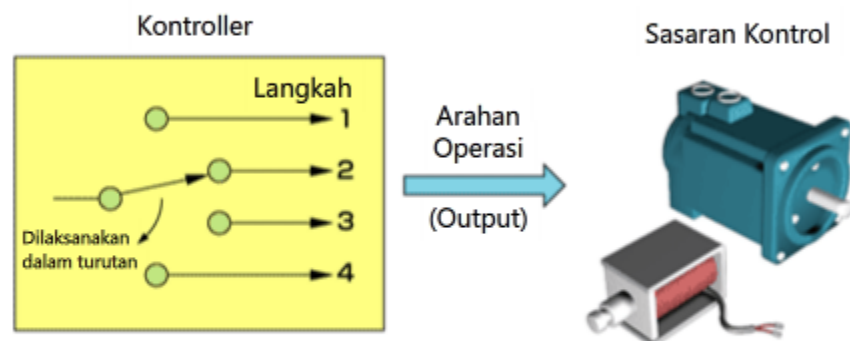 Kontroller
Langkah
1
2
3
4
Dilaksanakan
dalam turutan
Arahan
Operasi
(Output)
Sasaran Kontrol